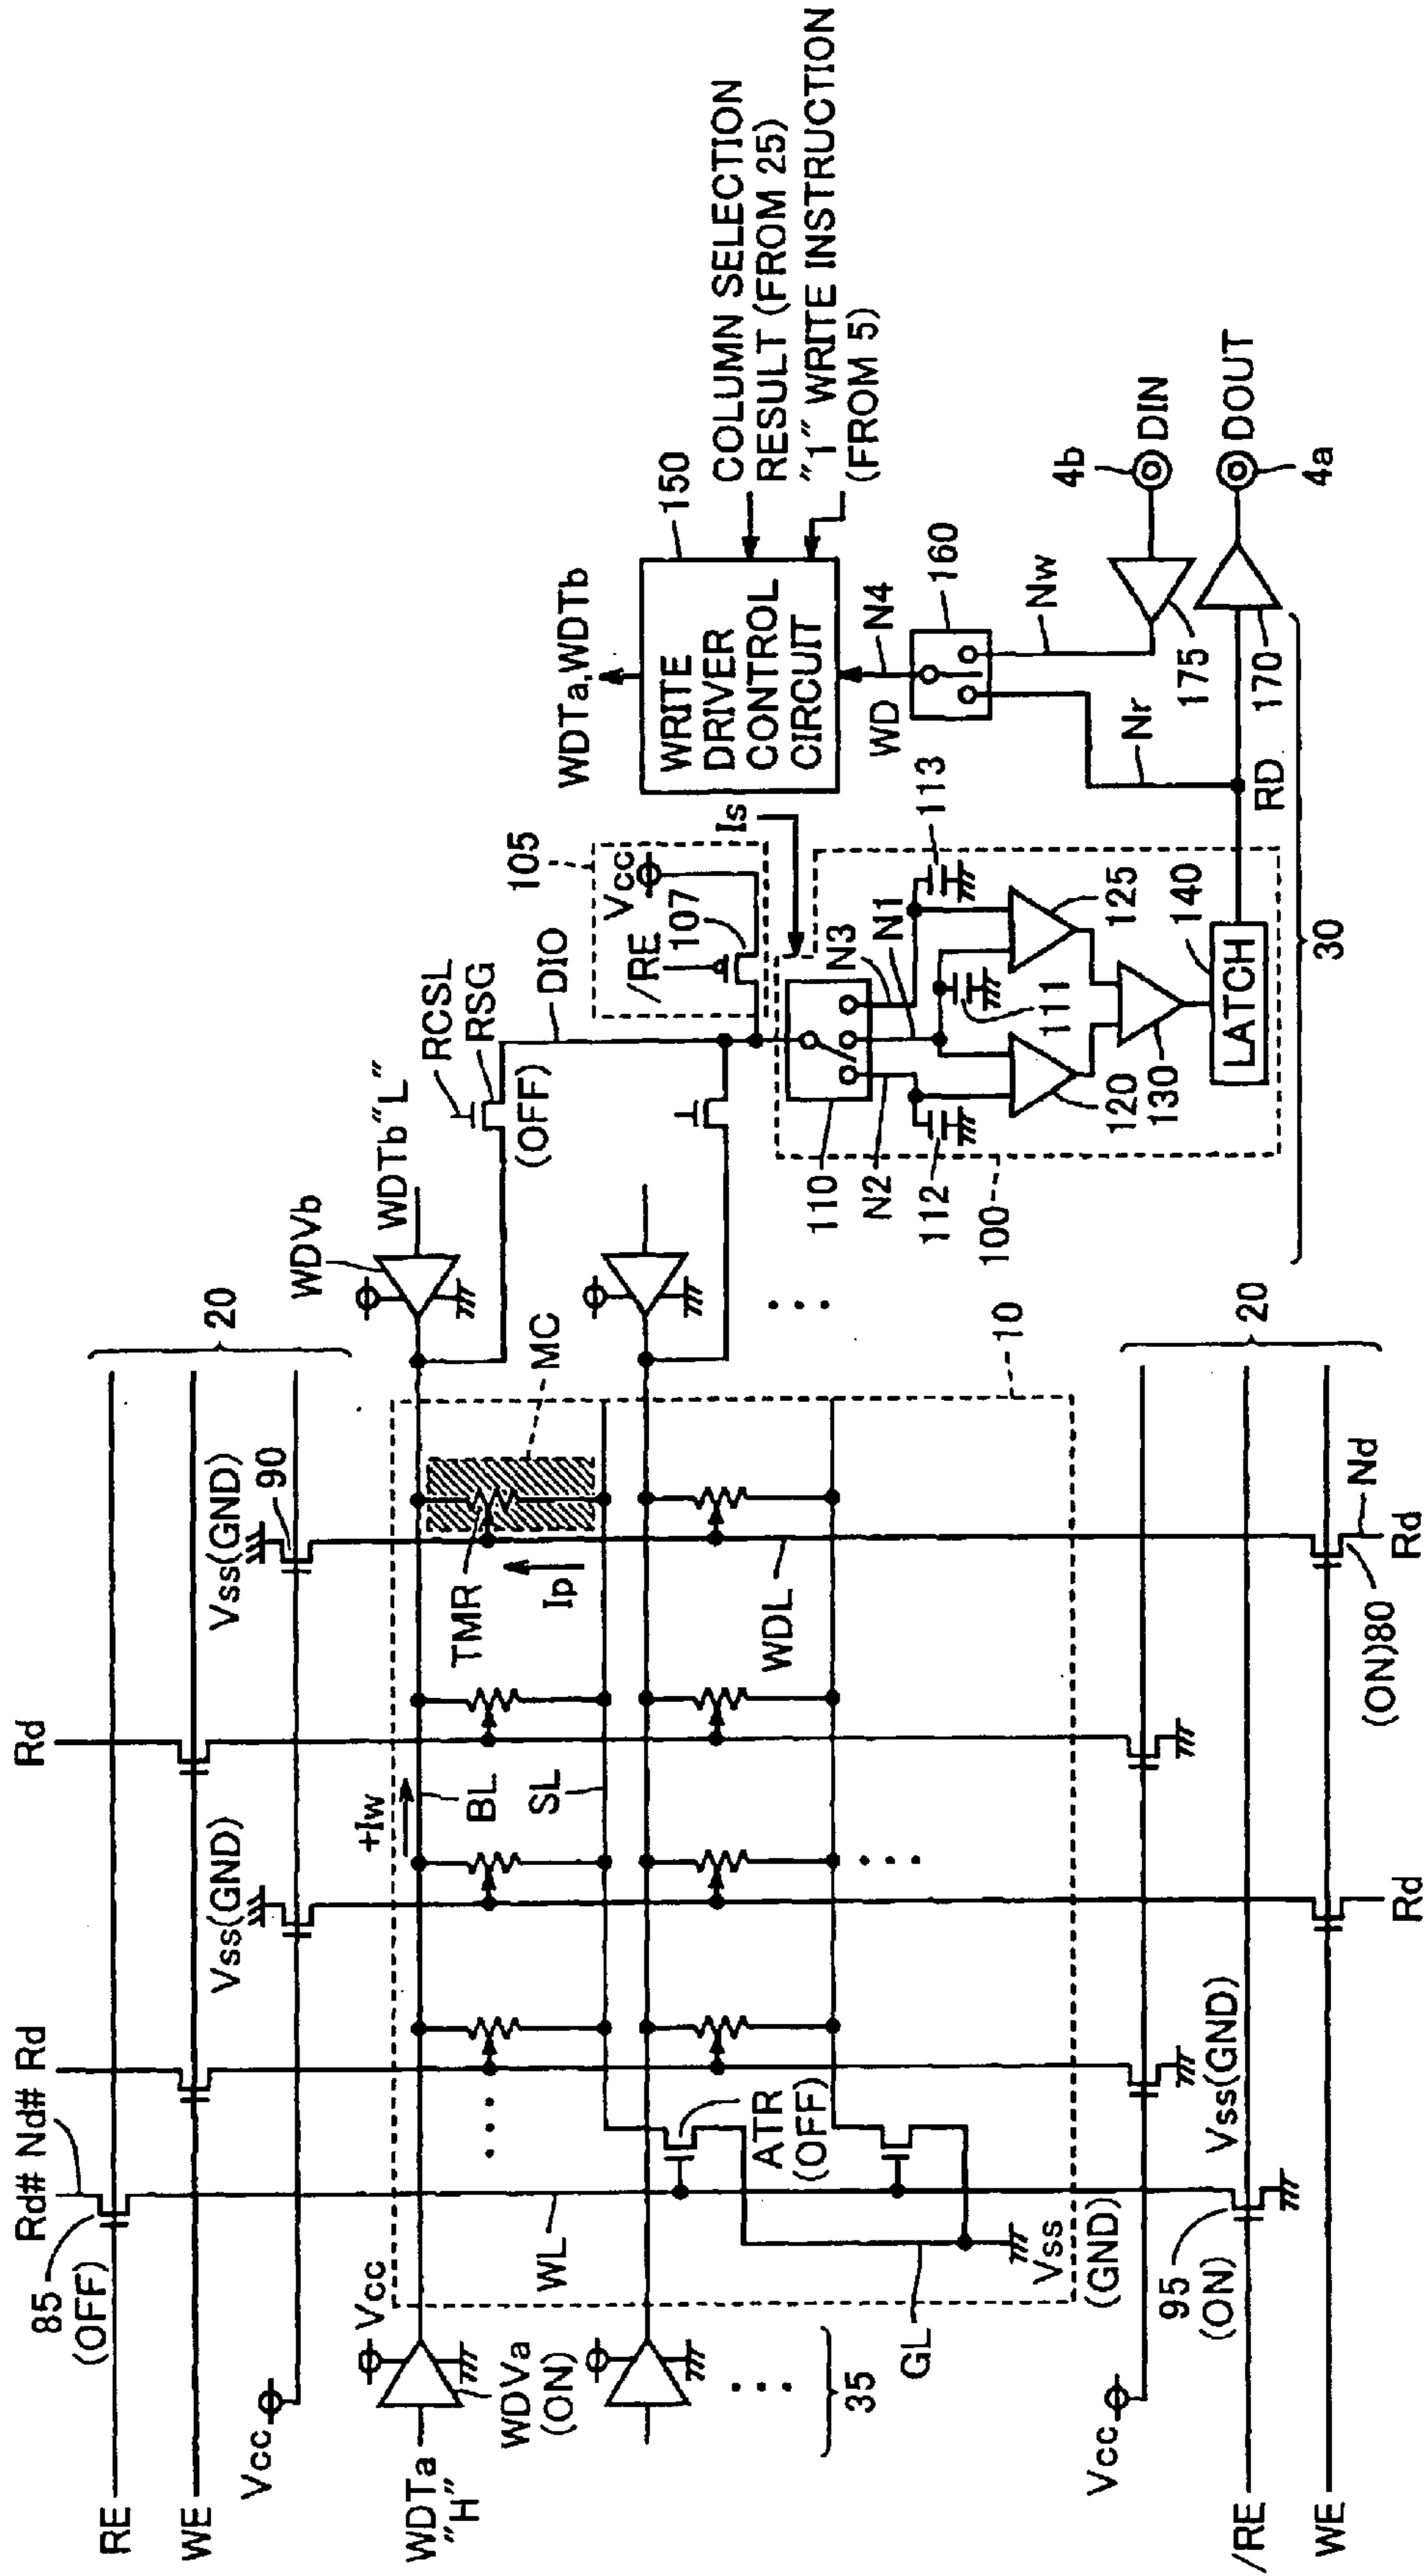 RE
WE
Vcc
Rd# Nd# Rd
85
(OFF)
Vss(GND)
Rd
Vss(GND)
90
20
WDTa
"H"
Vcc
WDVa
(ON)
35
+Iw
BL
SL
TMR
Ip
MC
WDVb
WDTb"L"
RCSL
RSG
(OFF)
DIO
105
Vcc
/RE
107
Is
WDTa,WDTb
WRITE
DRIVER
CONTROL
CIRCUIT
150
COLUMN SELECTION
RESULT (FROM 25)
"1" WRITE INSTRUCTION
(FROM 5)
WL
ATR
(OFF)
GL
Vss
(GND)
WDL
10
110
N2
N3
N1
112
111
113
120
125
130
LATCH
140
100
WD
N4
160
Nr
Nw
RD
175
170
4b
DIN
DOUT
4a
30
Vcc
95
(ON)
Vss(GND)
20
/RE
WE
Rd
(ON)80
Nd
Rd